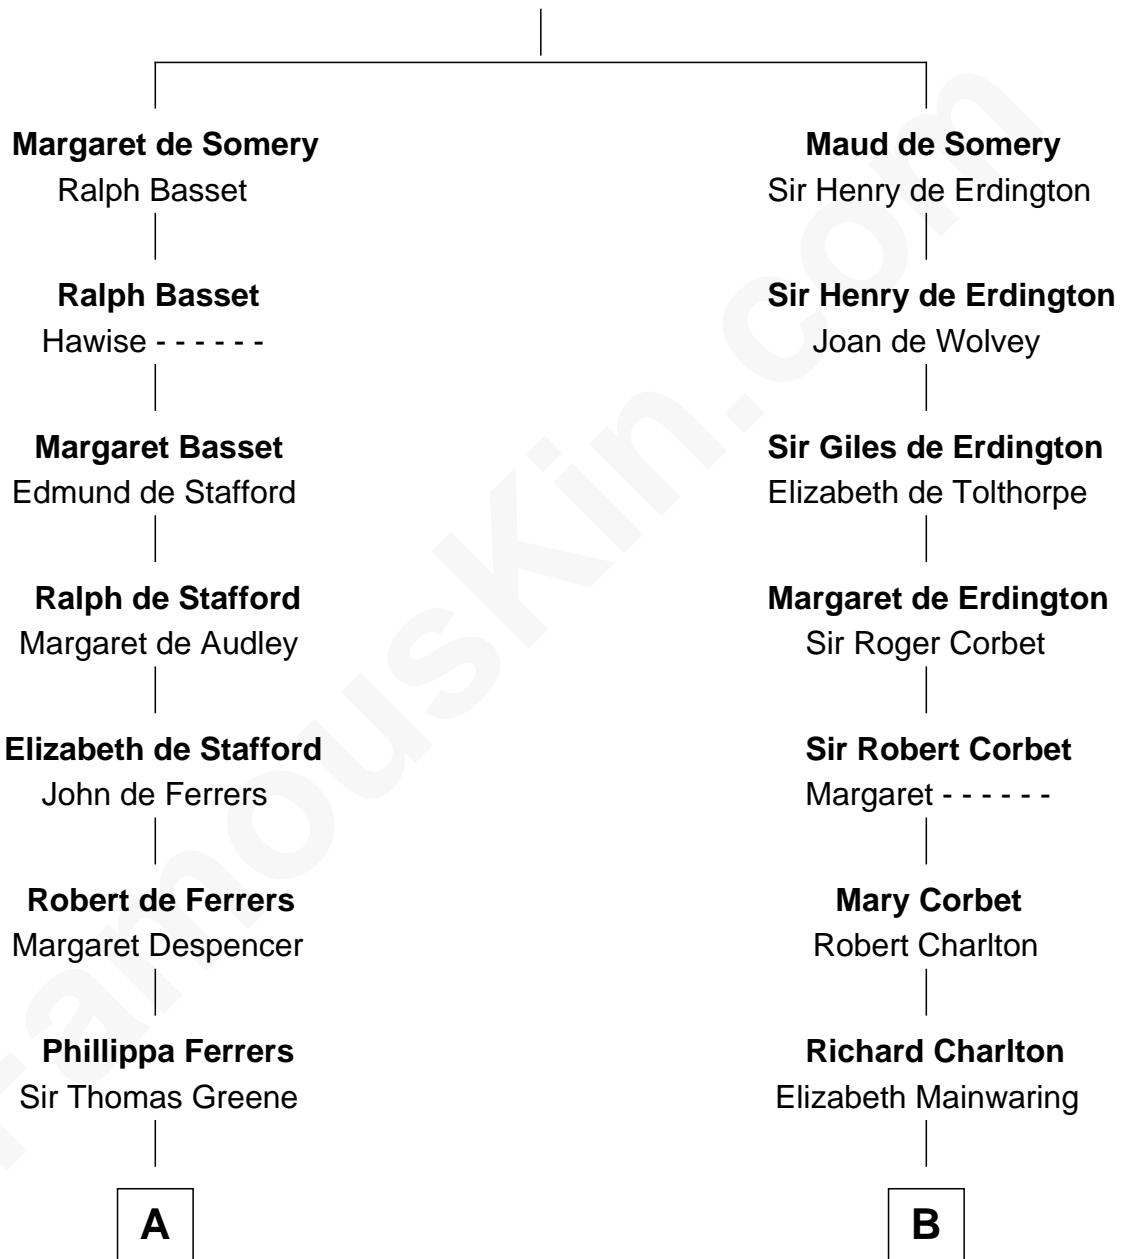 Margaret de Somery
Ralph Basset
Ralph Basset
Hawise - - - - - -
Margaret Basset
Edmund de Stafford
Ralph de Stafford
Margaret de Audley
Elizabeth de Stafford
John de Ferrers
Robert de Ferrers
Margaret Despencer
Phillippa Ferrers
Sir Thomas Greene
A
Maud de Somery
Sir Henry de Erdington
Sir Henry de Erdington
Joan de Wolvey
Sir Giles de Erdington
Elizabeth de Tolthorpe
Margaret de Erdington
Sir Roger Corbet
Sir Robert Corbet
Margaret - - - - - -
Mary Corbet
Robert Charlton
Richard Charlton
Elizabeth Mainwaring
B
FamousKin.com